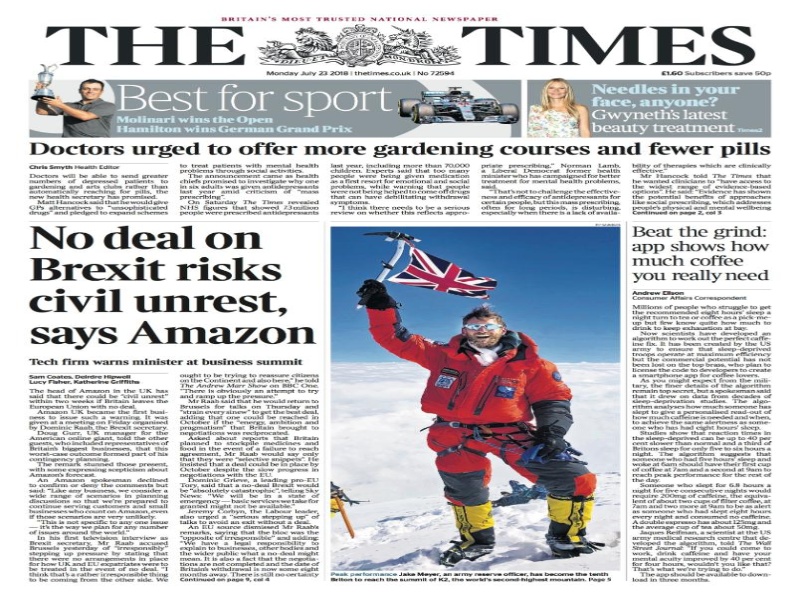 BRITAIN'S MOST TRUSTED NATIONAL NEWSPAPER
THE TIMES
Monday July 23 2018 | thetimes.co.uk | No 72594
£1.60 Subscribers save 50p
Best for sport
Molinari wins the Open
Hamilton wins German Grand Prix
Needles in your
face, anyone?
Gwyneth's latest
beauty treatment Times2
Doctors urged to offer more gardening courses and fewer pills
Chris Smyth Health Editor
Doctors will be able to send greater
numbers of depressed patients to
gardening and arts clubs rather than
automatically reaching for pills, the
new health secretary has promised.
Matt Hancock said that he would give
GPs alternatives to "unsophisticated
drugs" and pledged to expand schemes
to treat patients with mental health
problems through social activities.
The announcement came as health
chiefs promised to investigate why one
in six adults was given antidepressants
last year amid criticism of "mass
prescribing".
On Saturday The Times revealed
NHS figures that showed 7.3 million
people were prescribed antidepressants
last year, including more than 70,000
children. Experts said that too many
people were being given medication
as a first resort for emotional and social
problems, while warning that people
were not being helped to come off drugs
that can have debilitating withdrawal
symptoms.
"I think there needs to be a serious
review on whether this reflects appro-
priate prescribing," Norman Lamb,
a Liberal Democrat former health
minister who has campaigned for better
treatment for mental health problems,
said.
"That's not to challenge the effective-
ness and efficacy of antidepressants for
certain people, but this mass prescribing,
often for long periods, is disturbing,
especially when there is a lack of availa-
bility of therapies which are clinically
effective."
Mr Hancock told The Times that
he wanted clinicians to "have access to
the widest range of evidence-based
options". He said: "Evidence has shown
the potential benefits of approaches
like social prescribing, which addresses
people's physical and mental wellbeing
Continued on page 2, col 3
No deal on
Brexit risks
civil unrest,
says Amazon
Tech firm warns minister at business summit
Sam Coates, Deirdre Hipwell
Lucy Fisher, Katherine Griffiths
The head of Amazon in the UK has
said that there could be "civil unrest"
within two weeks if Britain leaves the
European Union with no deal.
Amazon UK became the first busi-
ness to issue such a warning. It was
given at a meeting on Friday organised
by Dominic Raab, the Brexit secretary.
Doug Gurr, UK manager for the
American online giant, told the other
guests, who included representatives of
Britain's biggest businesses, that this
worst-case outcome formed part of his
contingency planning.
The remark stunned those present,
with some expressing scepticism about
Amazon's forecast.
An Amazon spokesman declined
to confirm or deny the comments but
said: "Like any business, we consider a
wide range of scenarios in planning
discussions so that we're prepared to
continue serving customers and small
businesses who count on Amazon, even
if those scenarios are very unlikely.
"This is not specific to any one issue
— it's the way we plan for any number
of issues around the world."
In his first television interview as
Brexit secretary, Mr Raab accused
Brussels yesterday of "irresponsibly"
stepping up pressure by stating that
there were no arrangements in place
for how UK and EU expatriates were to
be treated in the event of no deal. "I
think that's a rather irresponsible thing
to be coming from the other side. We
ought to be trying to reassure citizens
on the Continent and also here," he told
The Andrew Marr Show on BBC One.
"There is obviously an attempt to try
and ramp up the pressure."
Mr Raab said that he would return to
Brussels for talks on Thursday and
"strain every sinew" to get the best deal,
adding that one could be reached in
October if the "energy, ambition and
pragmatism" that Britain brought to
negotiations was reciprocated.
Asked about reports that Britain
planned to stockpile medicines and
food in the event of a failure to reach
agreement, Mr Raab would say only
that they were "selective snippets". He
insisted that a deal could be in place by
October despite the slow progress in
negotiations with the EU.
Dominic Grieve, a leading pro-EU
Tory, said that a no-deal Brexit would
be "absolutely catastrophic", telling Sky
News: "We will be in a state of
emergency — basic services we take for
granted might not be available."
Jeremy Corbyn, the Labour leader,
also urged a "serious stepping up" of
talks to avoid an exit without a deal.
An EU source dismissed Mr Raab's
remarks, saying that the advice was the
"opposite of irresponsible" and adding:
"We have a legal responsibility to
explain to businesses, other bodies and
the wider public what a no deal might
mean. It is also a fact that the negotia-
tions are not completed and the date of
Britain's withdrawal is now some eight
months away. There is still no certainty
Continued on page 9, col 4
Peak performance Jake Meyer, an army reserve officer, has become the tenth
Briton to reach the summit of K2, the world's second-highest mountain. Page 5
Beat the grind:
app shows how
much coffee
you really need
Andrew Ellson
Consumer Affairs Correspondent
Millions of people who struggle to get
the recommended eight hours' sleep a
night turn to tea or coffee as a pick-me-
up but few know quite how much to
drink to keep exhaustion at bay.
Now scientists have developed an
algorithm to work out the perfect caffe-
ine fix. It has been created by the US
army to ensure that sleep-deprived
troops operate at maximum efficiency
but the commercial potential has not
been lost on the top brass, who plan to
license the code to developers to create
a smartphone app for coffee lovers.
As you might expect from the mili-
tary, the finer details of the algorithm
remain top secret, but a spokesman said
that it drew on data from decades of
sleep-deprivation studies. The algo-
rithm analyses how much someone has
slept to give a personalised read-out of
how much caffeine is needed and when,
to achieve the same alertness as some-
one who has had eight hours' sleep.
Studies show that reaction times in
the sleep-deprived can be up to 40 per
cent slower than normal and a third of
Britons sleep for only five to six hours a
night. The algorithm suggests that
someone who had five hours' sleep and
woke at 6am should have their first cup
of coffee at 7am and a second at 9am to
reach peak performance for the rest of
the day.
Someone who slept for 6.8 hours a
night for five consecutive nights would
require 200mg of caffeine, the equiva-
lent of about two cups of filter coffee, at
7am and two more at 9am to be as alert
as someone who had slept eight hours
every night and consumed no caffeine.
A double espresso has about 125mg and
the average cup of tea about 50mg.
Jaques Reifman, a scientist at the US
army medical research centre that de-
veloped the algorithm, told The Wall
Street Journal: "If you could come to
work, drink caffeine and have your
mental acuity improved by 40 per cent
for four hours, wouldn't you like that?
That's what we're trying to do."
The app should be available to down-
load in three months.